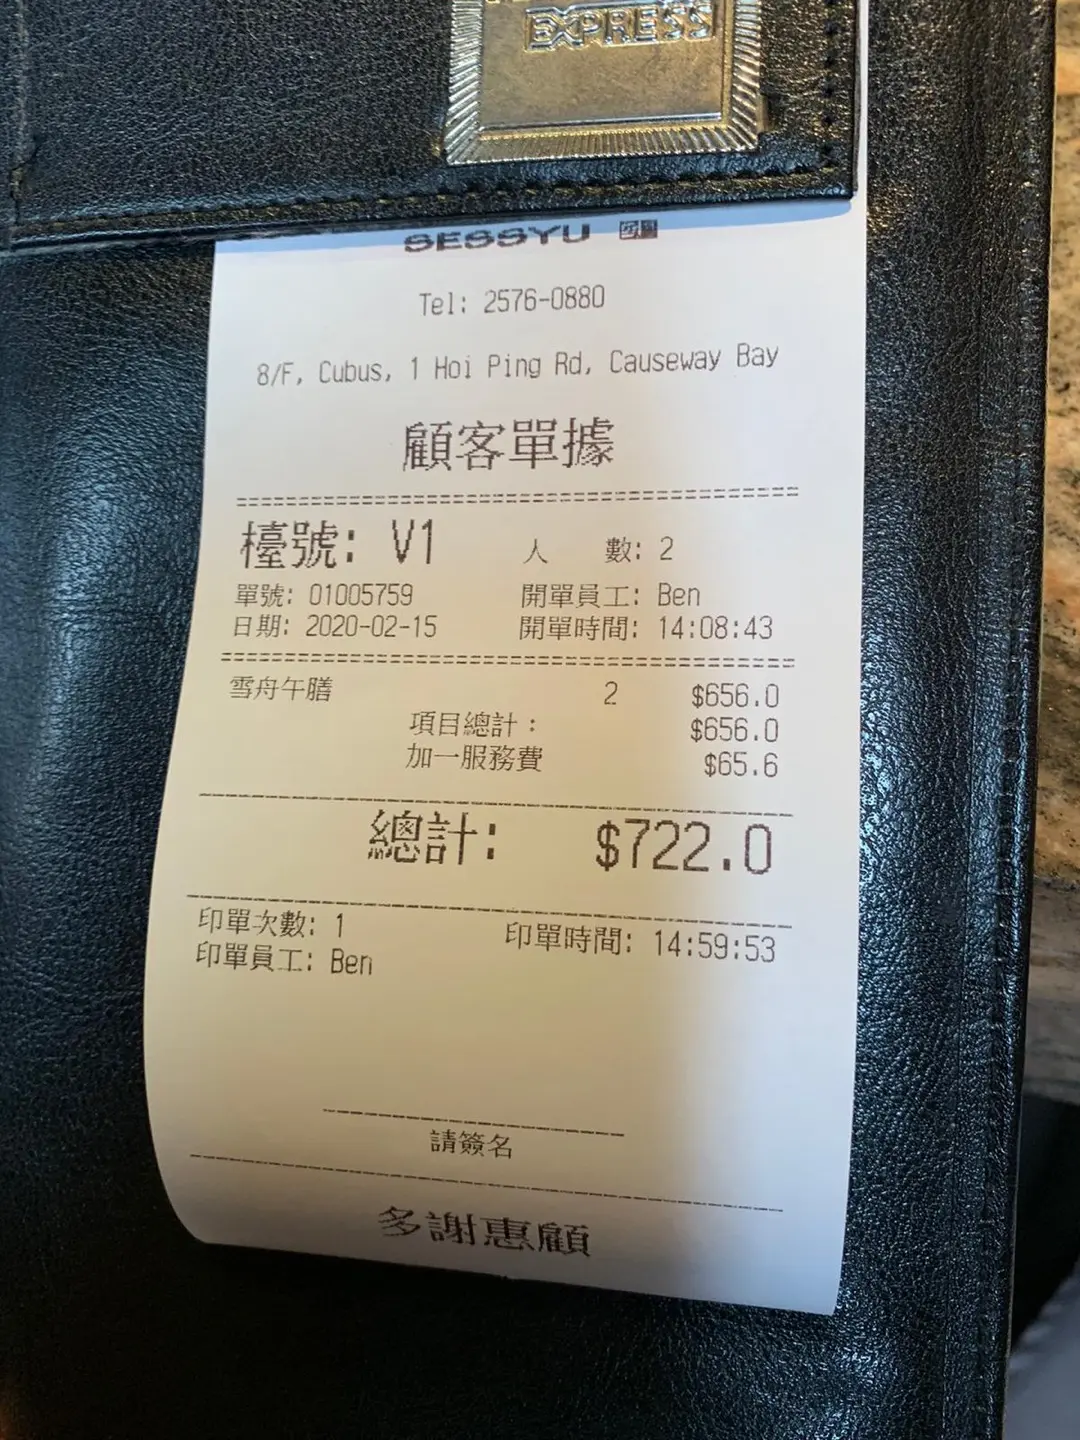 EXPRESS
SESSYU
Tel: 2576-0880
8/F, Cubus, 1 Hoi Ping Rd, Causeway Bay
顧客單據
檯號: V1 人 數: 2
單號: 01005759 開單員工: Ben
日期: 2020-02-15 開單時間: 14:08:43
雪舟午膳 2 $656.0
項目總計: $656.0
加一服務費 $65.6
總計: $722.0
印單次數: 1 印單時間: 14:59:53
印單員工: Ben
請簽名
多謝惠顧